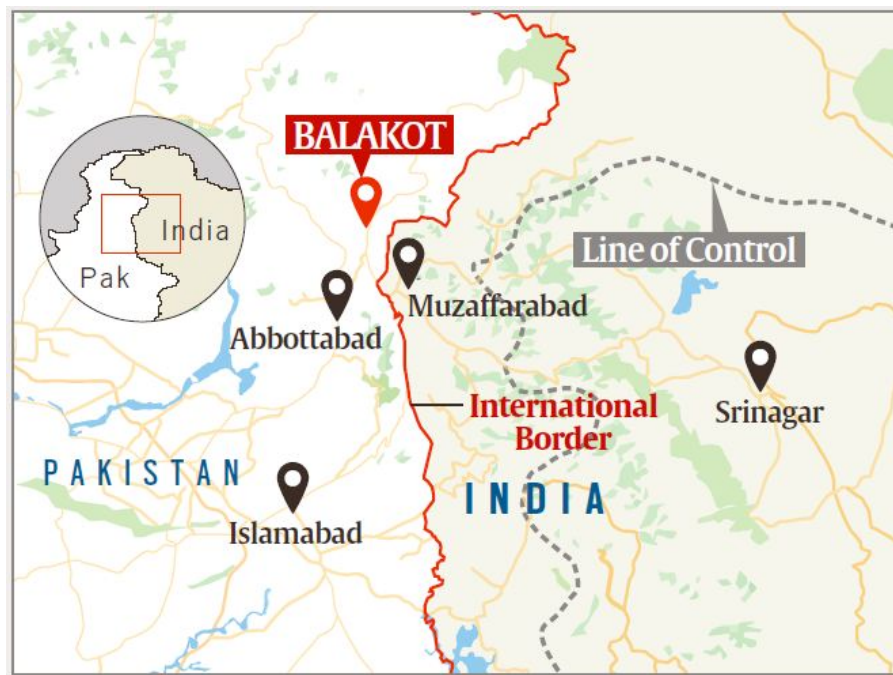 BALAKOT
India
Pak
Line of Control
Muzaffarabad
Abbottabad
International
Border
Srinagar
PAKISTAN
INDIA
Islamabad